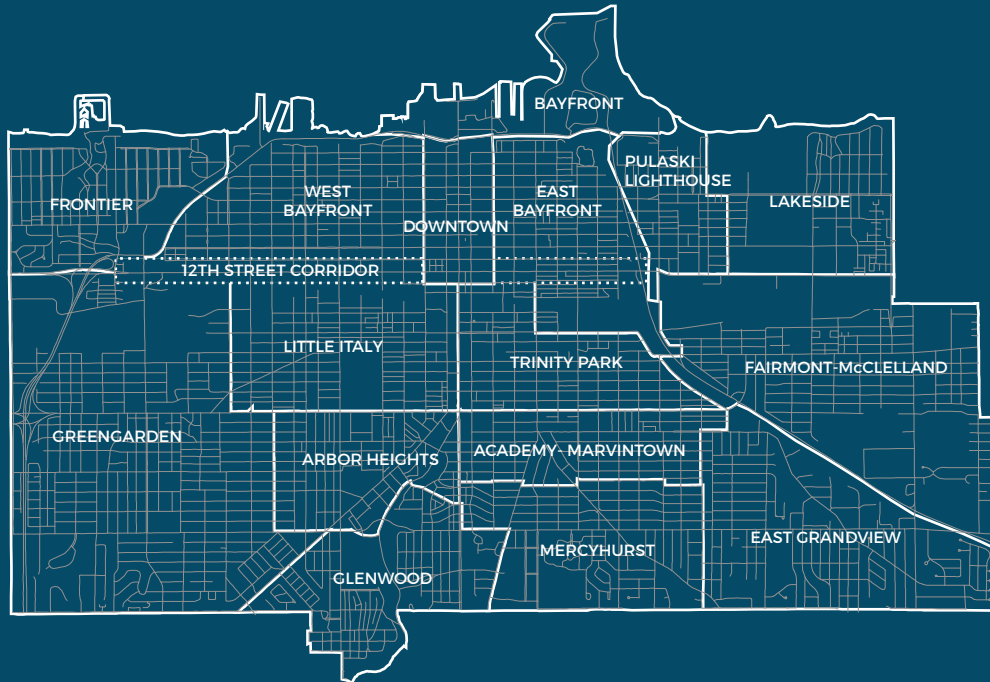 BAYFRONT
PULASKI
LIGHTHOUSE
WEST
BAYFRONT
EAST
BAYFRONT
FRONTIER
LAKESIDE
DOWNTOWN
12TH STREET CORRIDOR
LITTLE ITALY
TRINITY PARK
FAIRMONT-McCLELLAND
GREENGARDEN
ARBOR HEIGHTS
ACADEMY- MARVINTOWN
EAST GRANDVIEW
MERCYHURST
GLENWOOD